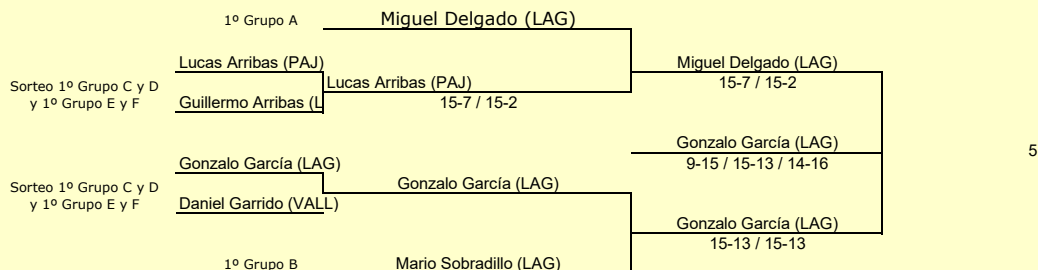 1º Grupo A
Miguel Delgado (LAG)
Lucas Arribas (PAJ)
Miguel Delgado (LAG)
Sorteo 1º Grupo C y D
y 1º Grupo E y F
Lucas Arribas (PAJ)
15-7 / 15-2
Guillermo Arribas (L
15-7 / 15-2
Gonzalo García (LAG)
9-15 / 15-13 / 14-16
5
Gonzalo García (LAG)
Sorteo 1º Grupo C y D
y 1º Grupo E y F
Gonzalo García (LAG)
Daniel Garrido (VALL)
Gonzalo García (LAG)
15-13 / 15-13
1º Grupo B
Mario Sobradillo (LAG)